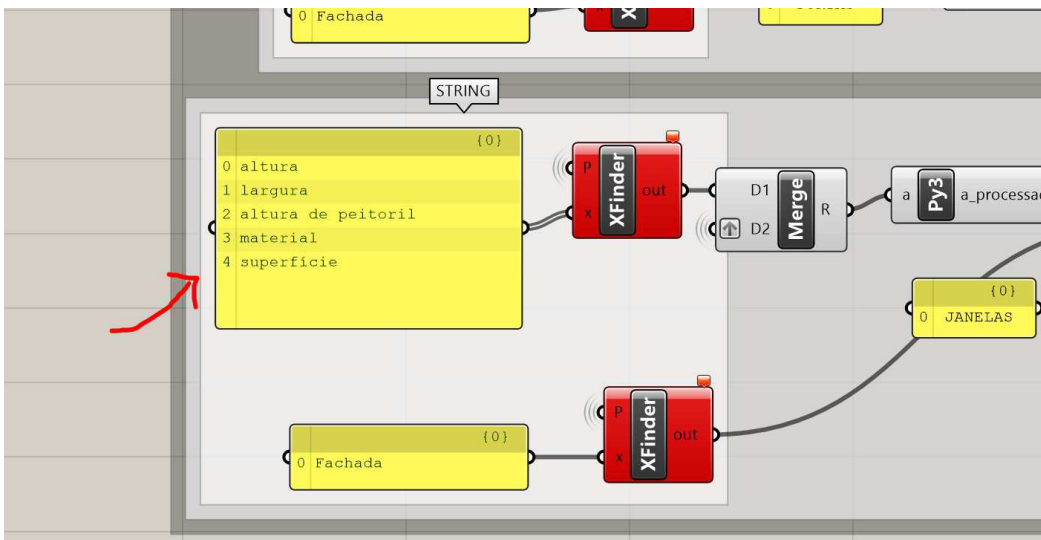 0 Fachada
STRING
{0}
0 altura
1 largura
2 altura de peitoril
3 material
4 superfície
P
x
XFinder
out
D1
D2
Merge
R
a
Py3
a_processa
{0}
0 JANELAS
{0}
0 Fachada
P
x
XFinder
out